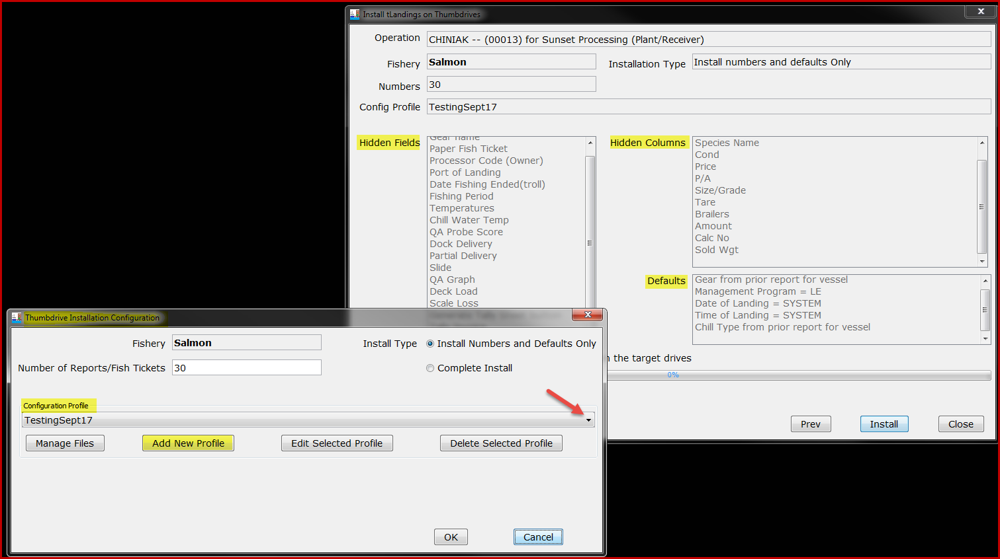 Install tLandings on Thumbdrives
Operation CHINIAK -- (00013) for Sunset Processing (Plant/Receiver)
Fishery Salmon Installation Type Install numbers and defaults Only
Numbers 30
Config Profile TestingSept17
Hidden Fields
Gear name
Paper Fish Ticket
Processor Code (Owner)
Port of Landing
Date Fishing Ended(troll)
Fishing Period
Temperatures
Chill Water Temp
QA Probe Score
Dock Delivery
Partial Delivery
Slide
QA Graph
Deck Load
Scale Loss
Hidden Columns
Species Name
Cond
Price
P/A
Size/Grade
Tare
Brailers
Amount
Calc No
Sold Wgt
Defaults
Gear from prior report for vessel
Management Program = LE
Date of Landing = SYSTEM
Time of Landing = SYSTEM
Chill Type from prior report for vessel
the target drives
0%
Prev Install Close
Thumbdrive Installation Configuration
Fishery Salmon Install Type Install Numbers and Defaults Only
Number of Reports/Fish Tickets 30 Complete Install
Configuration Profile
TestingSept17
Manage Files Add New Profile Edit Selected Profile Delete Selected Profile
OK Cancel